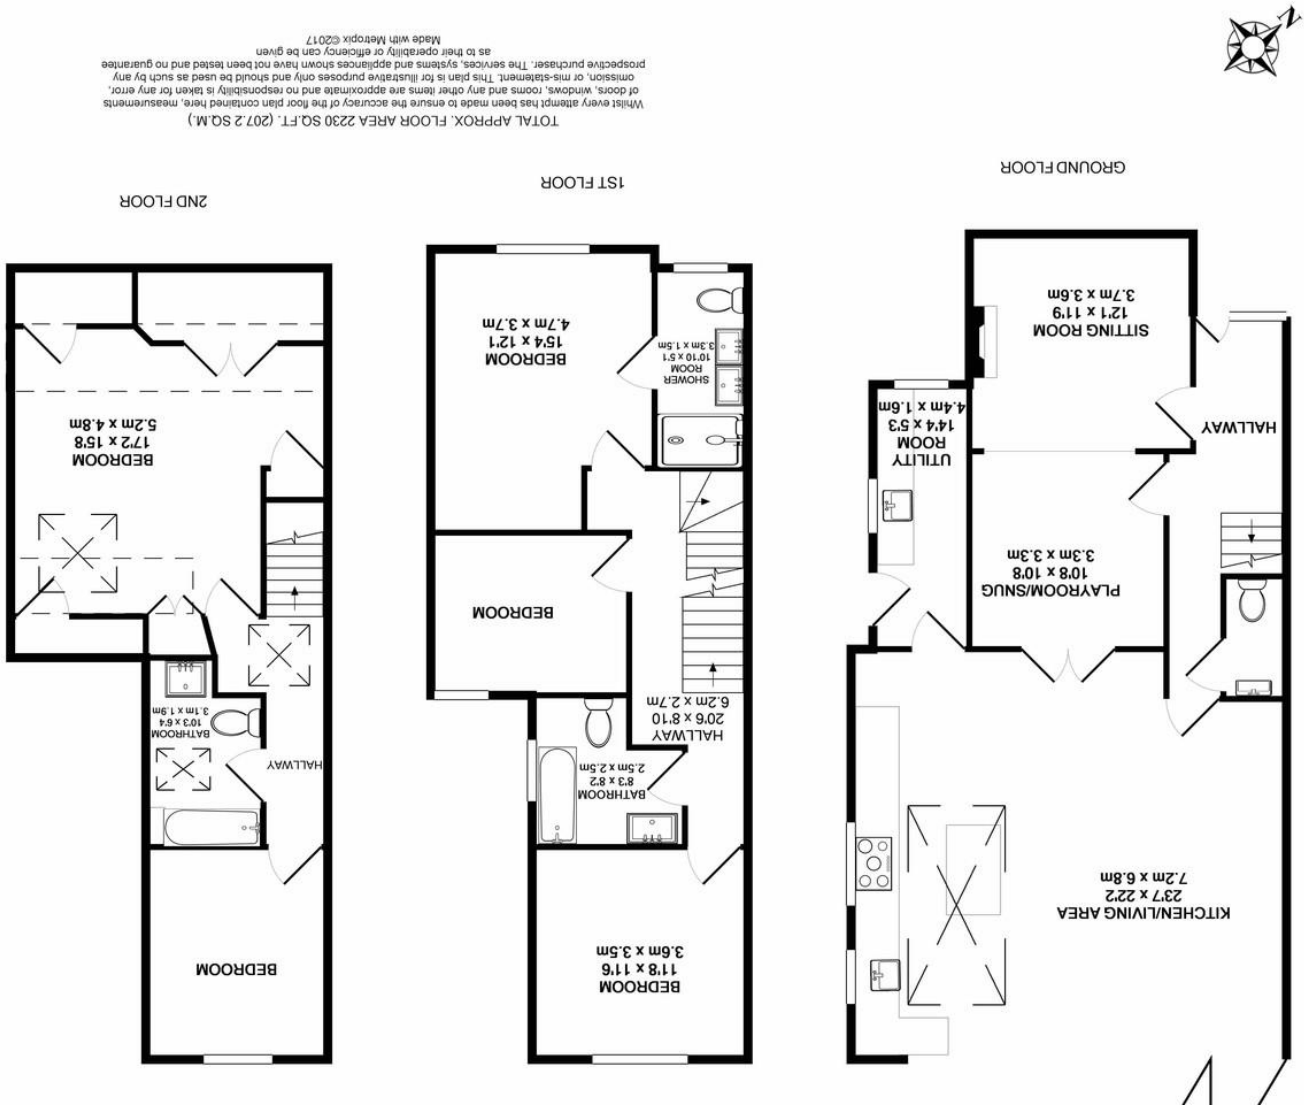 KITCHEN/LIVING AREA
23'7 x 22'2
7.2m x 6.8m
PLAYROOM/SNUG
10'8 x 10'8
3.3m x 3.3m
UTILITY
ROOM
14'4 x 5'3
4.4m x 1.6m
HALLWAY
SITTING ROOM
12'1 x 11'9
3.7m x 3.6m
GROUND FLOOR
BEDROOM
11'8 x 11'6
3.6m x 3.5m
BATHROOM
8'3 x 8'2
2.5m x 2.5m
HALLWAY
20'6 x 8'10
6.2m x 2.7m
BEDROOM
SHOWER
ROOM
10'10 x 5'1
3.3m x 1.5m
BEDROOM
15'4 x 12'1
4.7m x 3.7m
1ST FLOOR
BEDROOM
HALLWAY
BATHROOM
10'3 x 6'4
3.1m x 1.9m
BEDROOM
17'2 x 15'8
5.2m x 4.8m
2ND FLOOR
TOTAL APPROX. FLOOR AREA 2230 SQ.FT. (207.2 SQ.M.)
Whilst every attempt has been made to ensure the accuracy of the floor plan contained here, measurements
of doors, windows, rooms and any other items are approximate and no responsibility is taken for any error,
omission, or mis-statement. This plan is for illustrative purposes only and should be used as such by any
prospective purchaser. The services, systems and appliances shown have not been tested and no guarantee
as to their operability or efficiency can be given
Made with Metropix ©2017
N